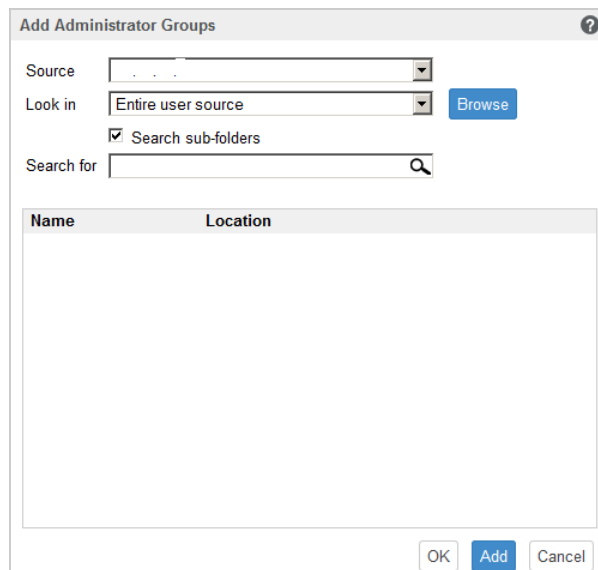 Add Administrator Groups ?
Source
Look in Entire user source Browse
Search sub-folders
Search for
Name Location
OK Add Cancel